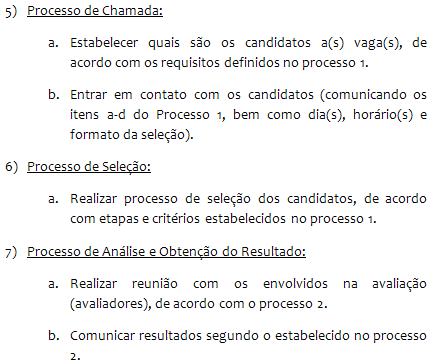 5) Processo de Chamada:
a. Estabelecer quais são os candidatos a(s) vaga(s), de
acordo com os requisitos definidos no processo 1.
b. Entrar em contato com os candidatos (comunicando os
itens a-d do Processo 1, bem como dia(s), horário(s) e
formato da seleção).
6) Processo de Seleção:
a. Realizar processo de seleção dos candidatos, de acordo
com etapas e critérios estabelecidos no processo 1.
7) Processo de Análise e Obtenção do Resultado:
a. Realizar reunião com os envolvidos na avaliação
(avaliadores), de acordo com o processo 2.
b. Comunicar resultados segundo o estabelecido no processo
2.